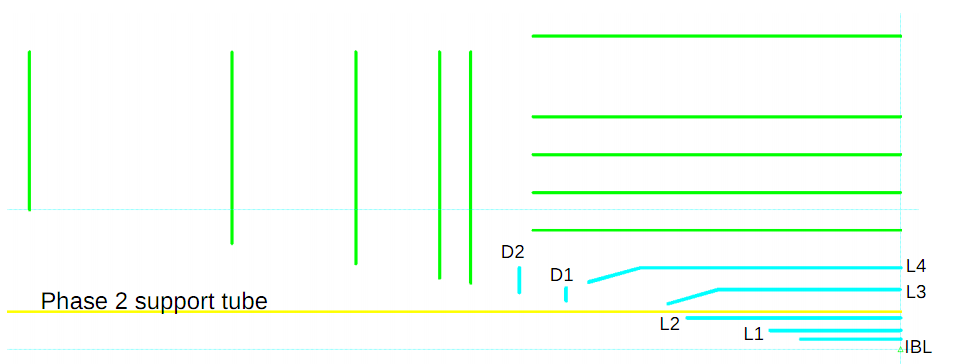 D2
D1
L4
Phase 2 support tube
L3
L2
L1
IBL